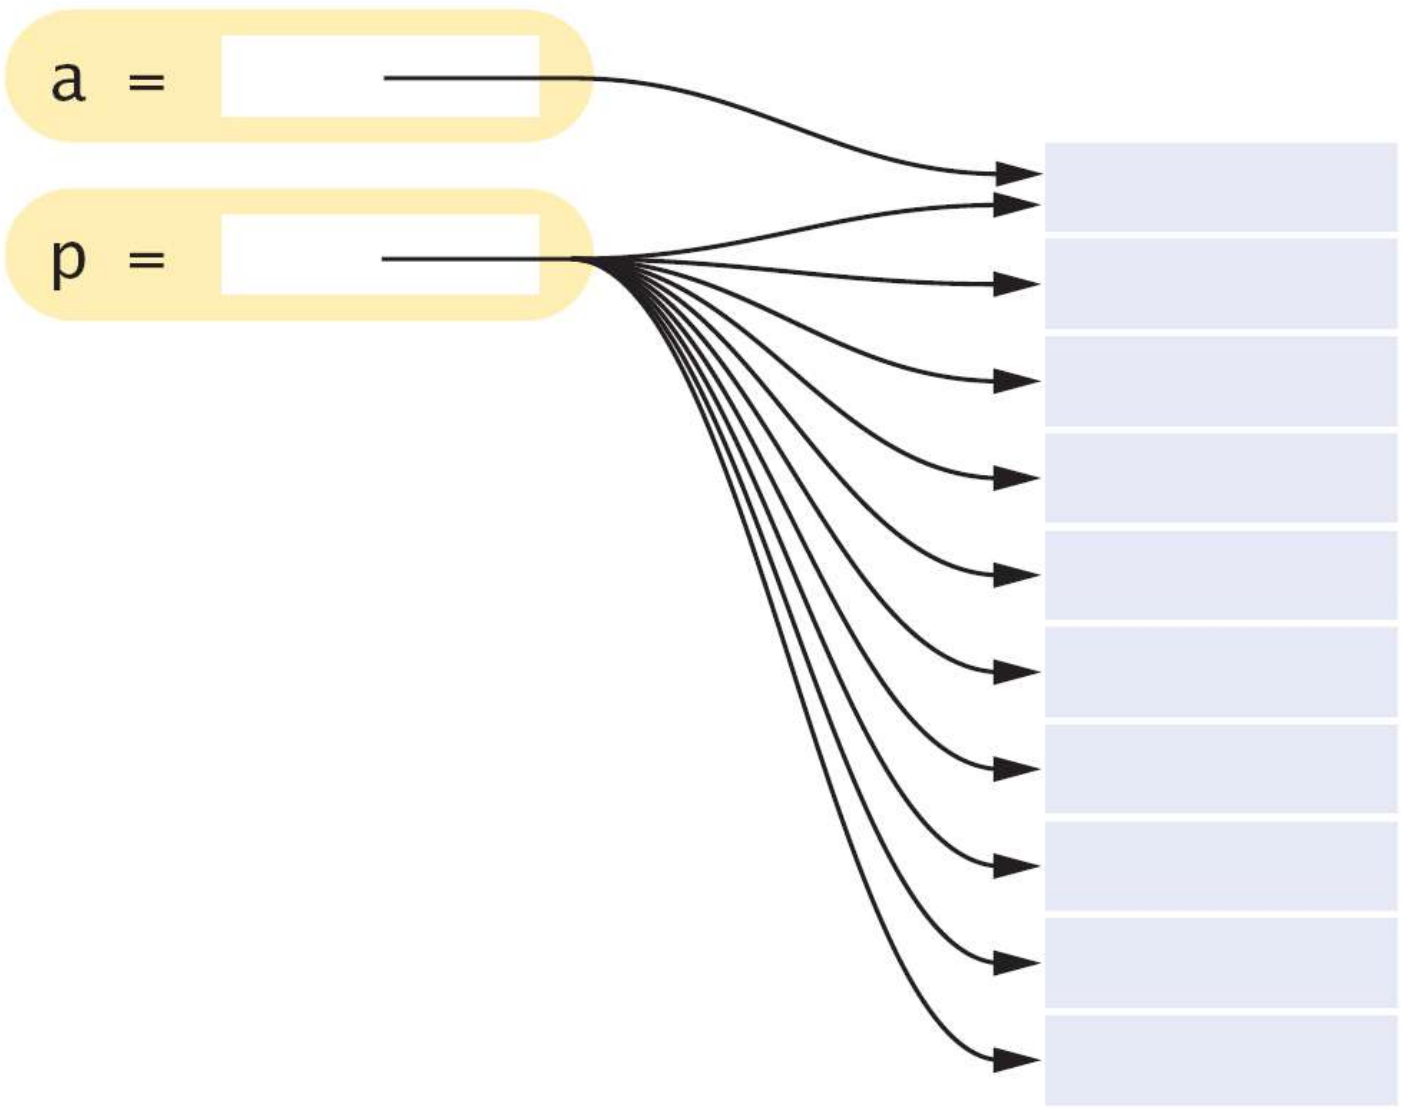 a =
p =